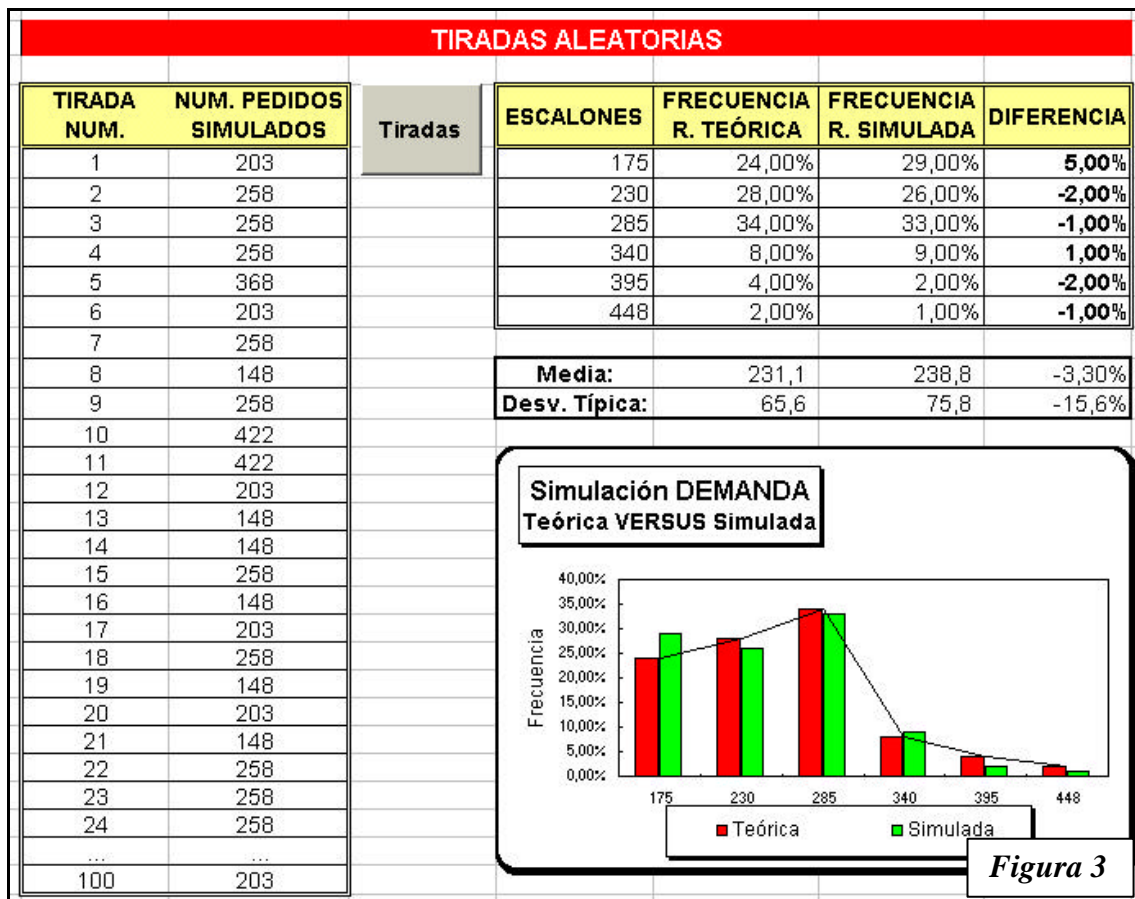 TIRADAS ALEATORIAS
TIRADA NUM. NUM. PEDIDOS SIMULADOS
1 203
2 258
3 258
4 258
5 368
6 203
7 258
8 148
9 258
10 422
11 422
12 203
13 148
14 148
15 258
16 148
17 203
18 258
19 148
20 203
21 148
22 258
23 258
24 258
... ...
100 203
Tiradas
ESCALONES FRECUENCIA R. TEÓRICA FRECUENCIA R. SIMULADA DIFERENCIA
175 24,00% 29,00% 5,00%
230 28,00% 26,00% -2,00%
285 34,00% 33,00% -1,00%
340 8,00% 9,00% 1,00%
395 4,00% 2,00% -2,00%
448 2,00% 1,00% -1,00%
Media: 231,1 238,8 -3,30%
Desv. Típica: 65,6 75,8 -15,6%
Simulación DEMANDA
Teórica VERSUS Simulada
Frecuencia
40,00%
35,00%
30,00%
25,00%
20,00%
15,00%
10,00%
5,00%
0,00%
175 230 285 340 395 448
Teórica Simulada
Figura 3